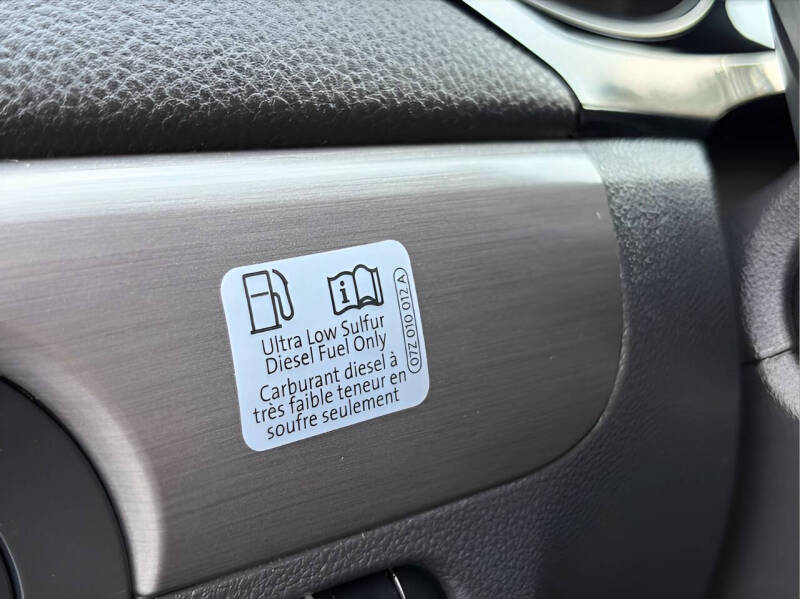 Ultra Low Sulfur
Diesel Fuel Only
Carburant diesel à
très faible teneur en
soufre seulement
07Z 010 012 A